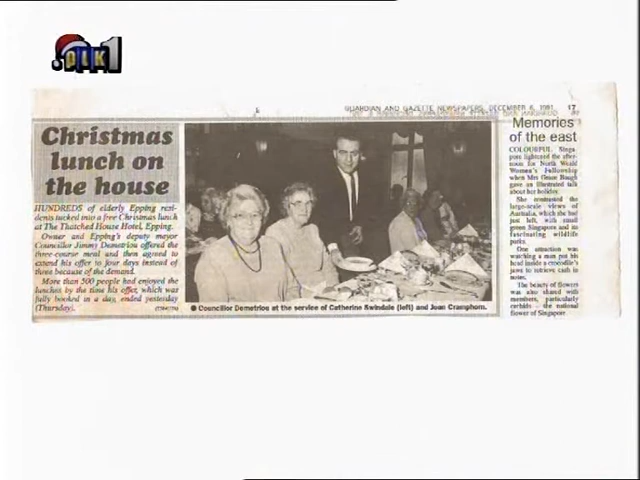 GUARDIAN AND GAZETTE NEWSPAPERS, DECEMBER 6, 1991 17
Christmas
lunch on
the house
HUNDREDS of elderly Epping resi-
dents tucked into a free Christmas lunch
at The Thatched House Hotel, Epping.
Owner and Epping's deputy mayor
Councillor Jimmy Demetriou offered the
three-course meal and then agreed to
extend his offer to four days instead of
three because of the demand.
More than 500 people had enjoyed the
lunches by the time his offer, which was
fully booked in a day, ended yesterday
(Thursday).
● Councillor Demetriou at the service of Catherine Swindale (left) and Joan Cramphorn.
Memories
of the east
COLOURFUL Singa-
pore lightened the after-
noon for North Weald
Women's Fellowship
when Mrs Grace Baugh
gave an illustrated talk
about her holiday.
She contrasted the
large-scale views of
Australia, which she had
just left, with small
green Singapore and its
fascinating wildlife
parks.
One attraction was
watching a man put his
head inside a crocodile's
jaws to retrieve cash in
notes.
The beauty of flowers
was also shared with
members, particularly
orchids – the national
flower of Singapore